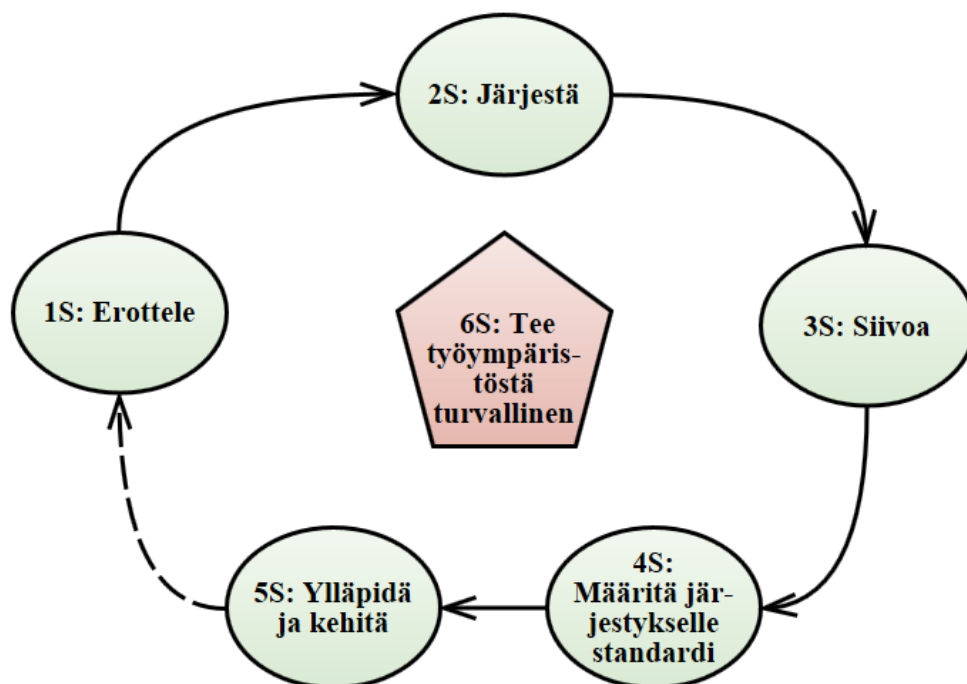 2S: Järjestä
1S: Erottele
3S: Siivoa
6S: Tee
työympäris-
töstä
turvallinen
5S: Ylläpidä
ja kehitä
4S:
Määritä jär-
jestykselle
standardi